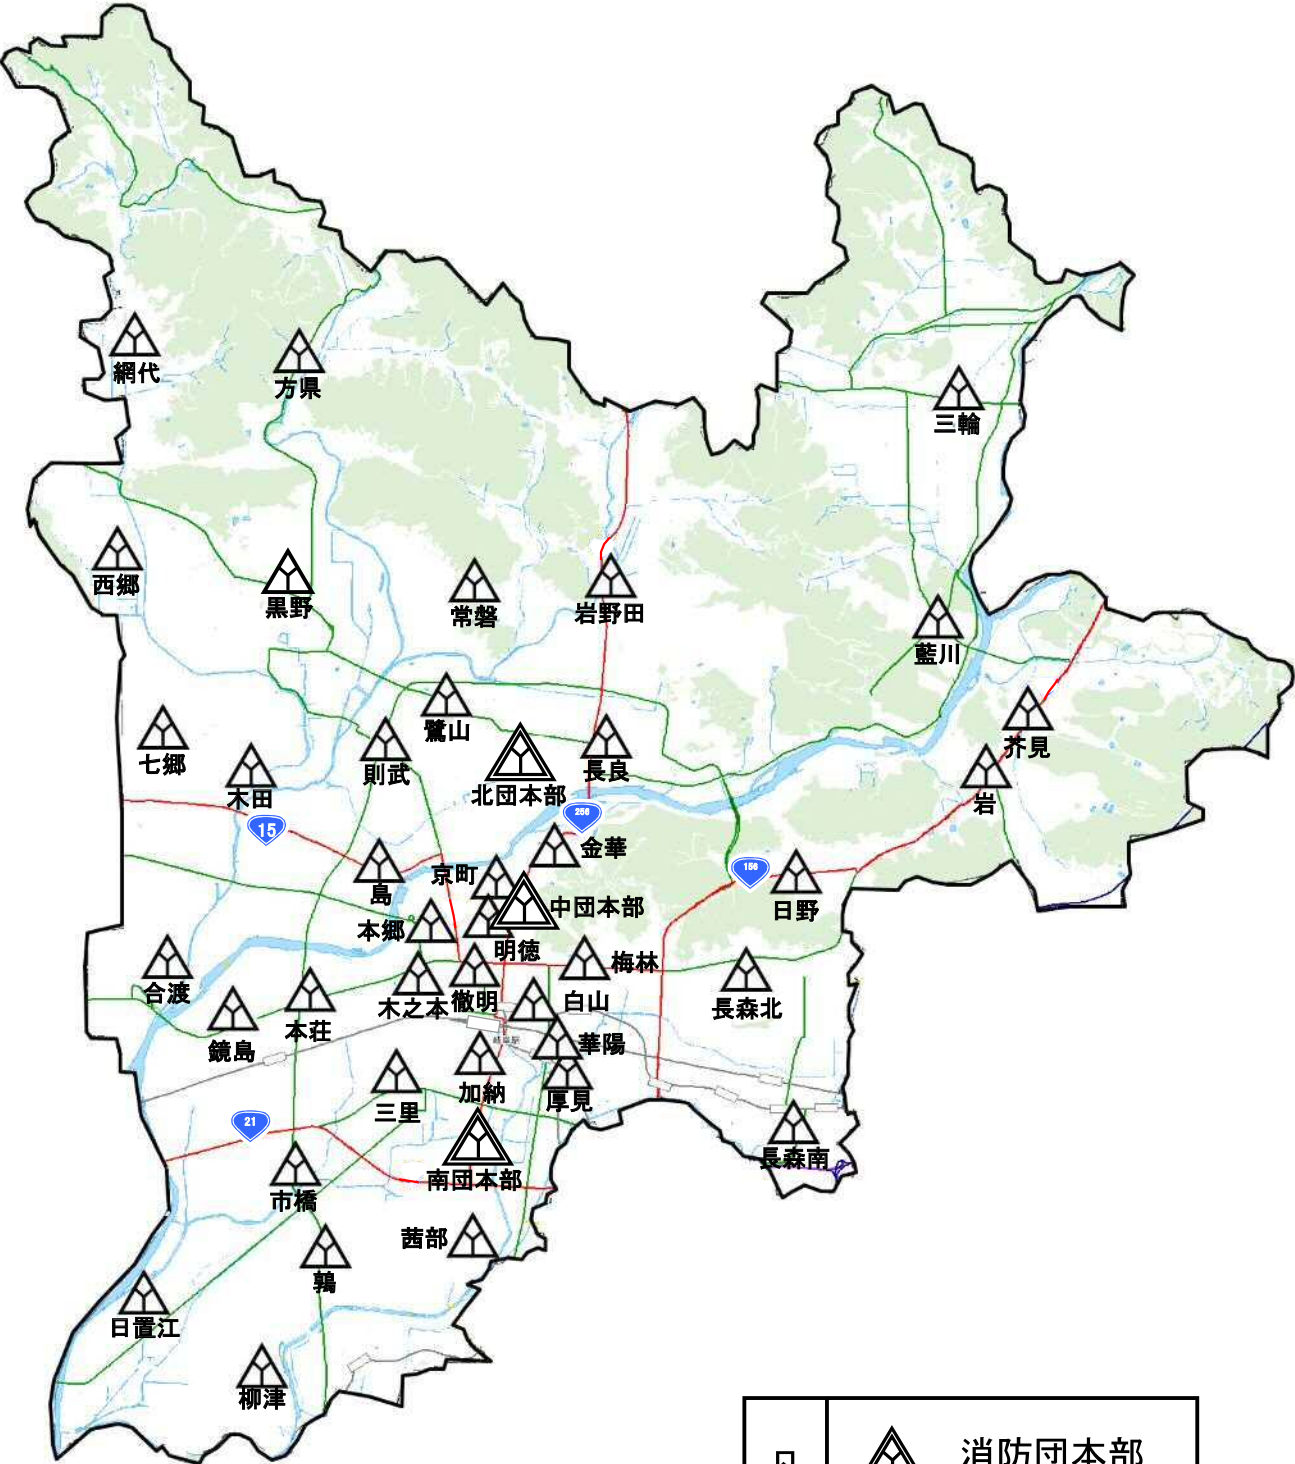 網代
方県
三輪
西郷
黒野
常磐
岩野田
藍川
鷺山
七郷
木田
則武
北団本部
長良
芥見
岩
15
256
金華
島
京町
156
日野
本郷
中団本部
明徳
梅林
合渡
木之本
徹明
白山
長森北
鏡島
本荘
華陽
岐阜駅
加納
厚見
三里
21
長森南
南団本部
市橋
茜部
鶉
日置江
柳津
消防団本部